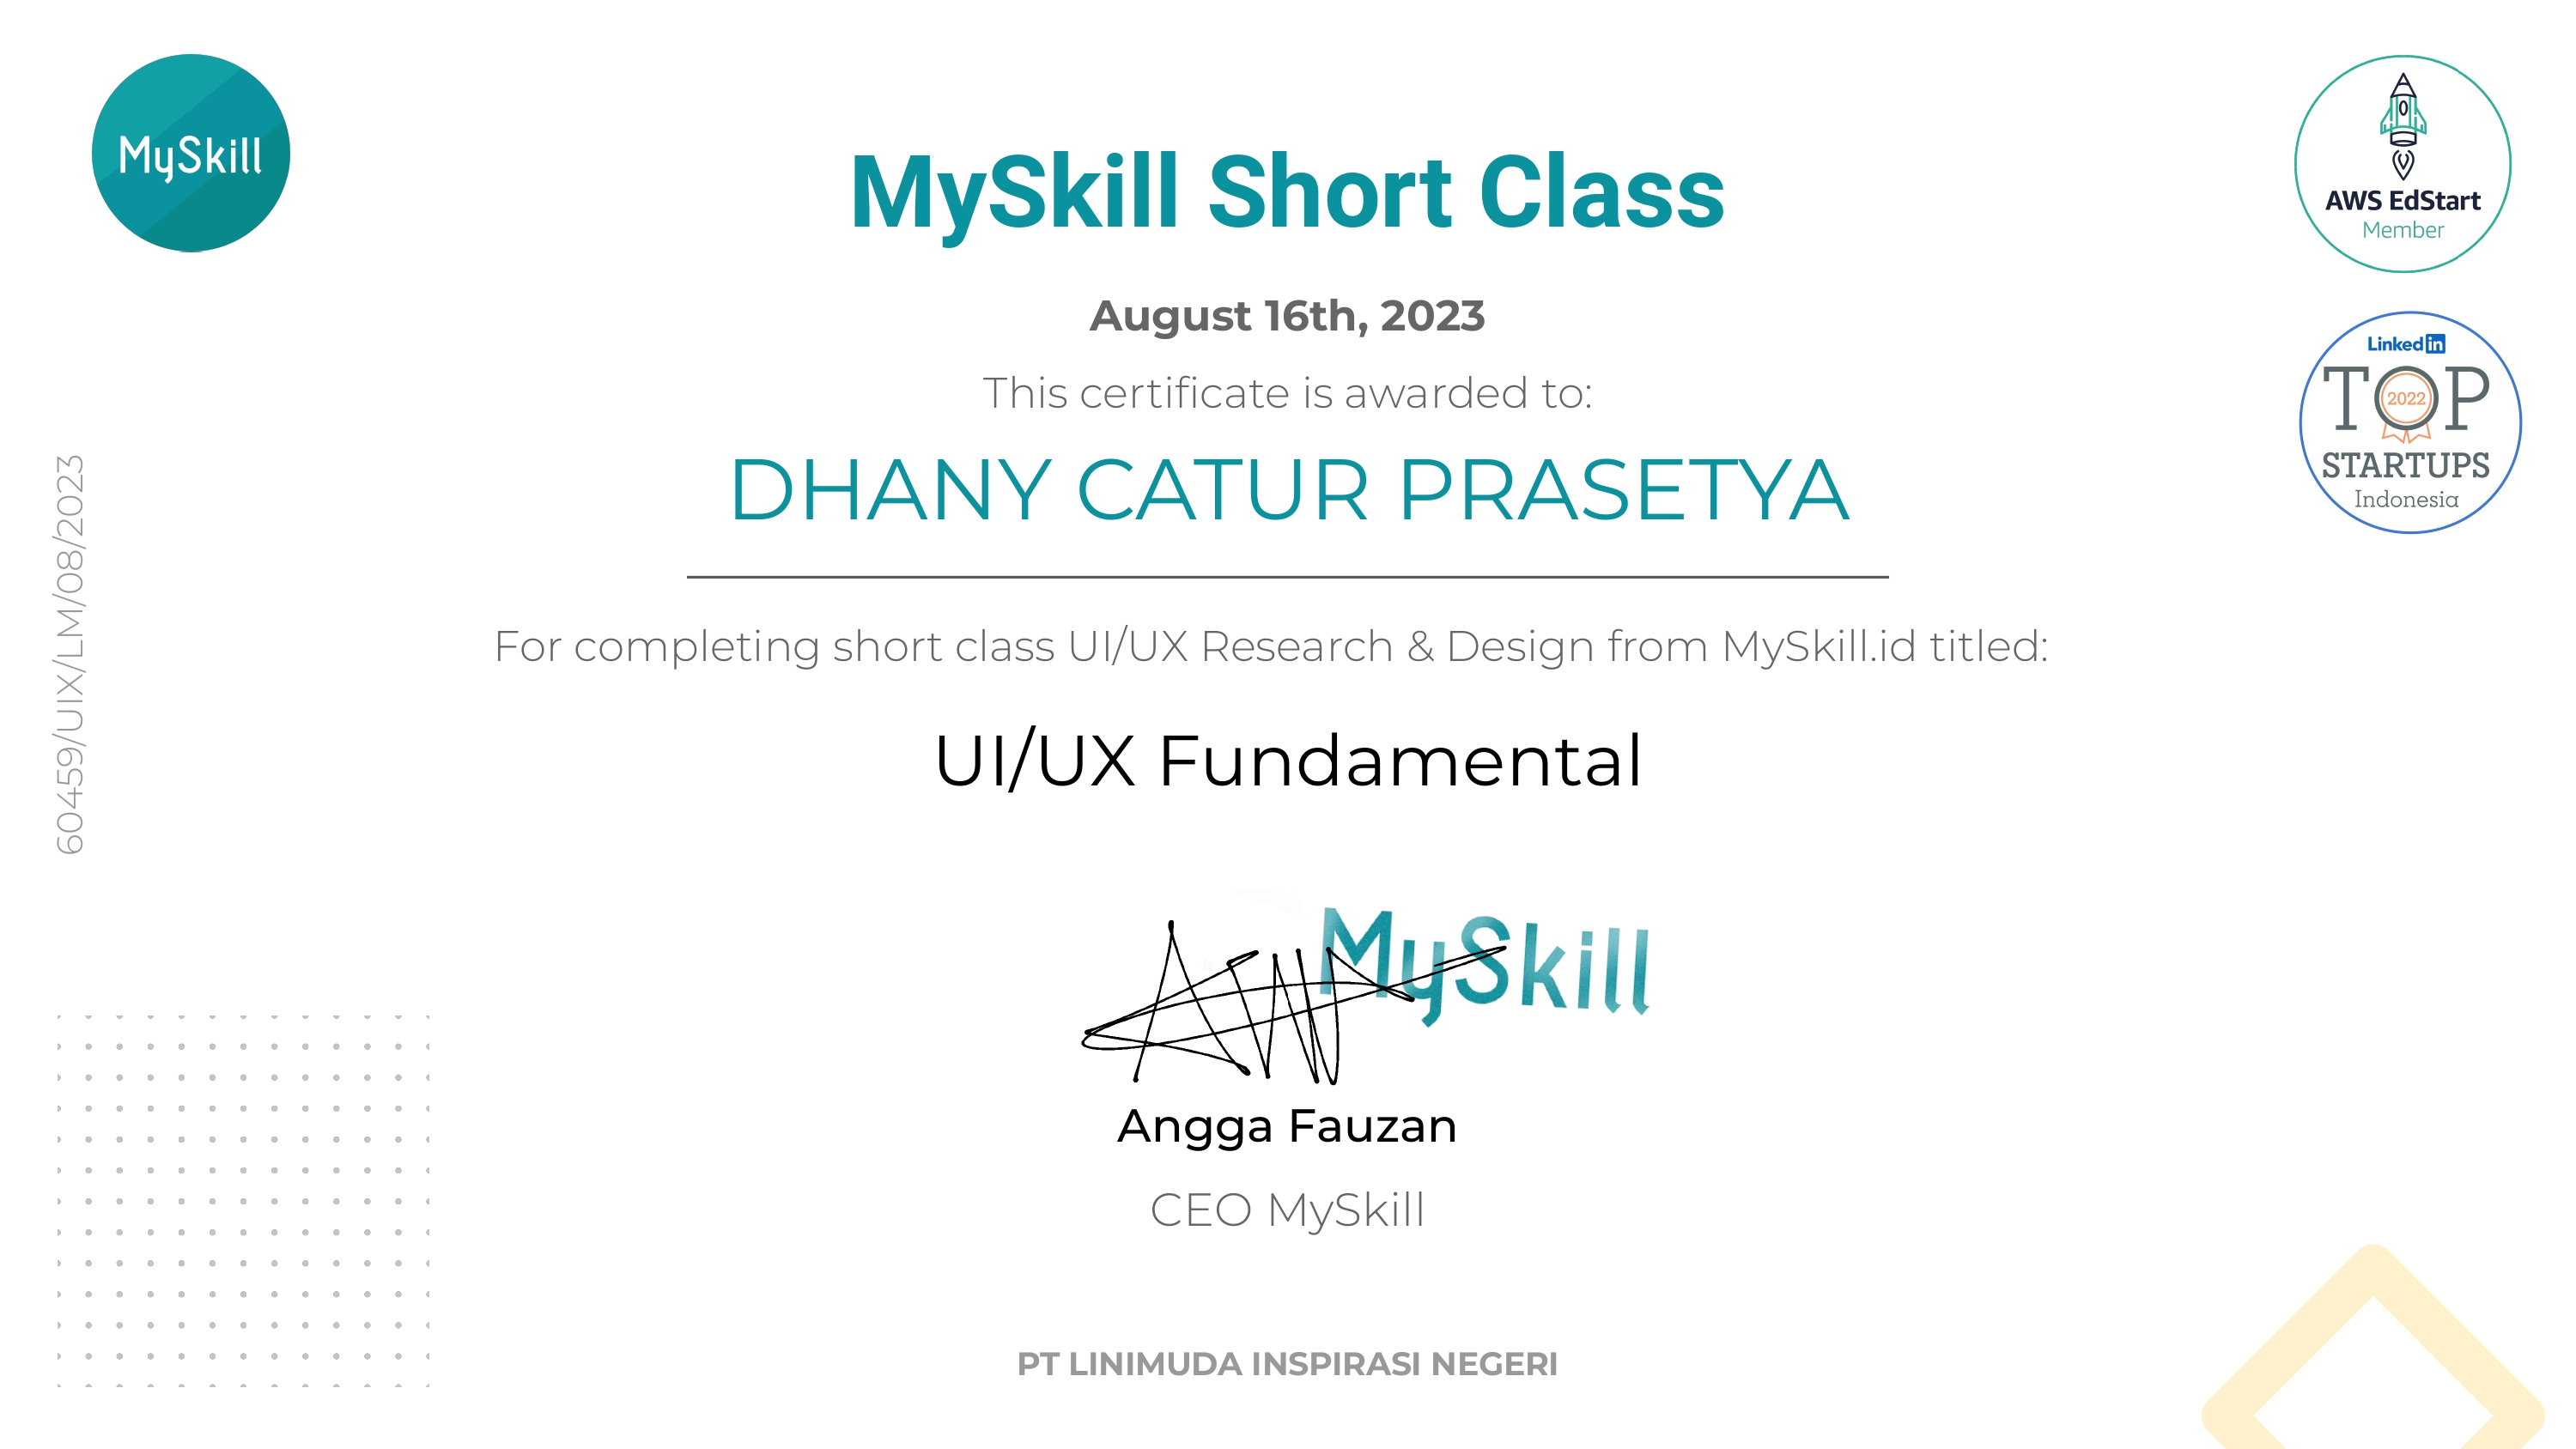 MySkill
MySkill Short Class
AWS EdStart
Member
August 16th, 2023
This certificate is awarded to:
DHANY CATUR PRASETYA
Linked in
TOP
2022
STARTUPS
Indonesia
60459/UIX/LM/08/2023
For completing short class UI/UX Research & Design from MySkill.id titled:
UI/UX Fundamental
MySkill
Angga Fauzan
CEO MySkill
PT LINIMUDA INSPIRASI NEGERI